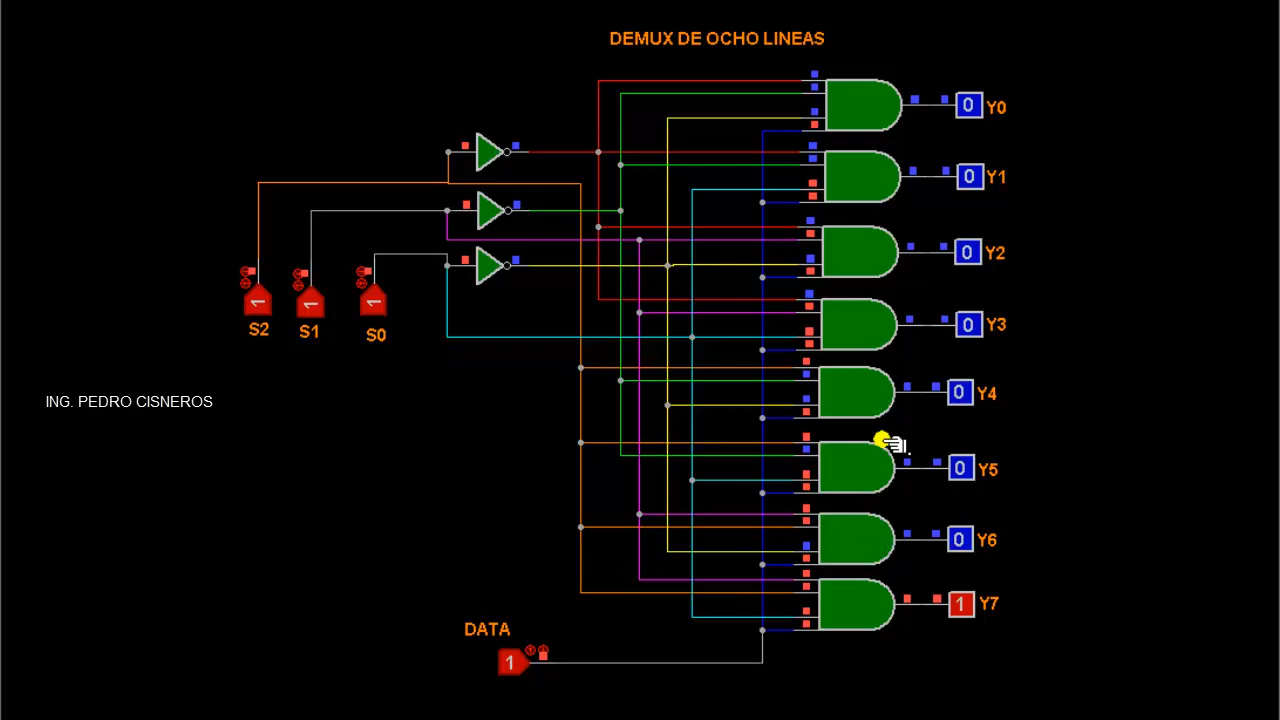 DEMUX DE OCHO LINEAS
0 Y0
0 Y1
0 Y2
1 1 1
S2 S1 S0
0 Y3
0 Y4
ING. PEDRO CISNEROS
0 Y5
0 Y6
1 Y7
DATA
1